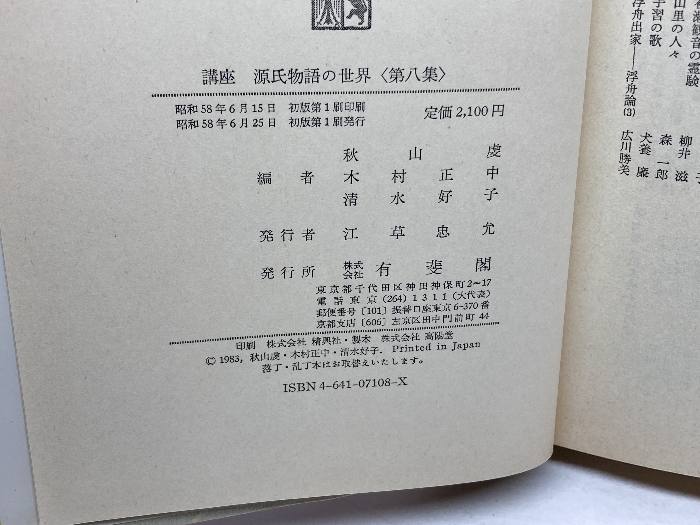 講座 源氏物語の世界〈第八集〉
昭和58年6月15日 初版第1刷印刷
昭和58年6月25日 初版第1刷発行
定価2,100円
秋山虔
編者 木村正中
清水好子
発行者 江草忠允
発行所 株式会社 有斐閣
東京都千代田区神田神保町2~17
電話東京(264)1311(大代表)
郵便番号〔101〕振替口座東京6-370番
京都支店〔606〕左京区田中門前町44
印刷 株式会社 精興社・製本 株式会社 高陽堂
© 1983, 秋山虔・木村正中・清水好子. Printed in Japan
落丁・乱丁本はお取替えいたします。
ISBN4-641-07108-X
観音の霊験
山里の人々
手習の歌
浮舟出家――浮舟論(3)
柳井滋
森一郎
犬養廉
広川勝美